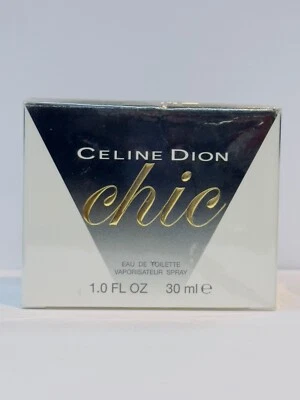 CELINE DION
chic
EAU DE TOILETTE
VAPORISATEUR SPRAY
1.0 FL OZ 30 ml ℮